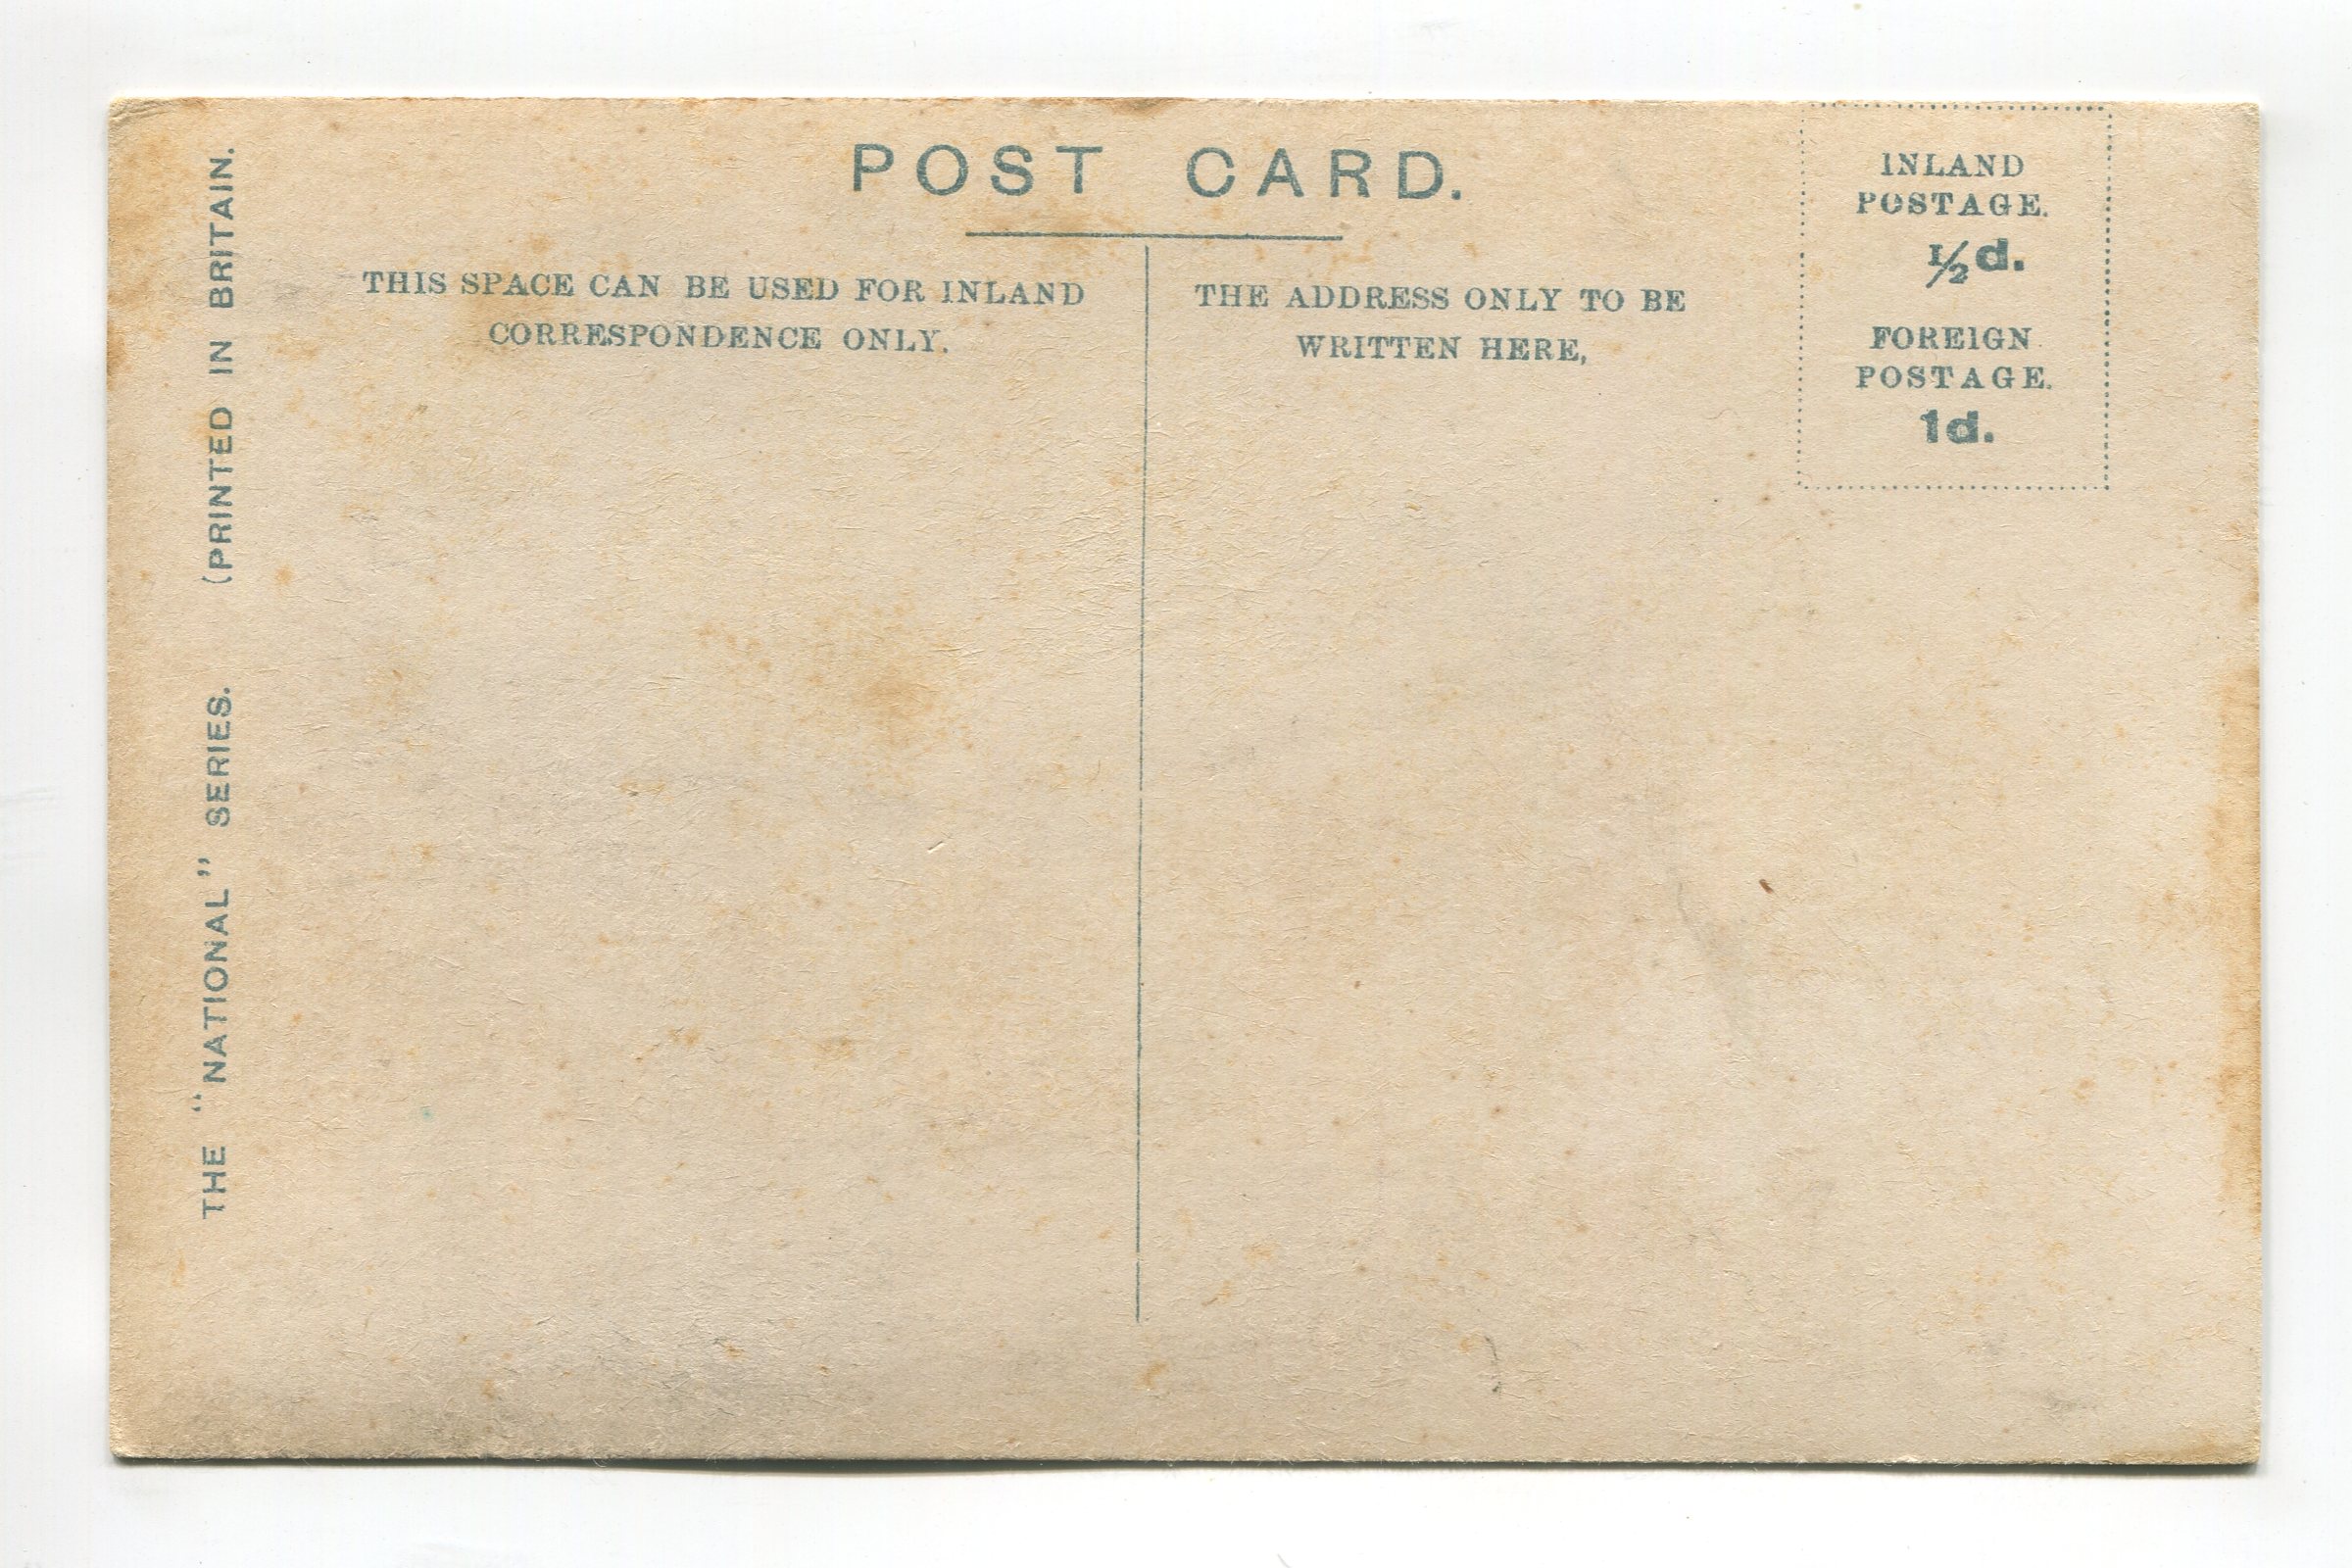 POST CARD.
THIS SPACE CAN BE USED FOR INLAND
CORRESPONDENCE ONLY.
THE ADDRESS ONLY TO BE
WRITTEN HERE,
INLAND
POSTAGE.
½d.
FOREIGN
POSTAGE.
1d.
THE "NATIONAL" SERIES. (PRINTED IN BRITAIN.